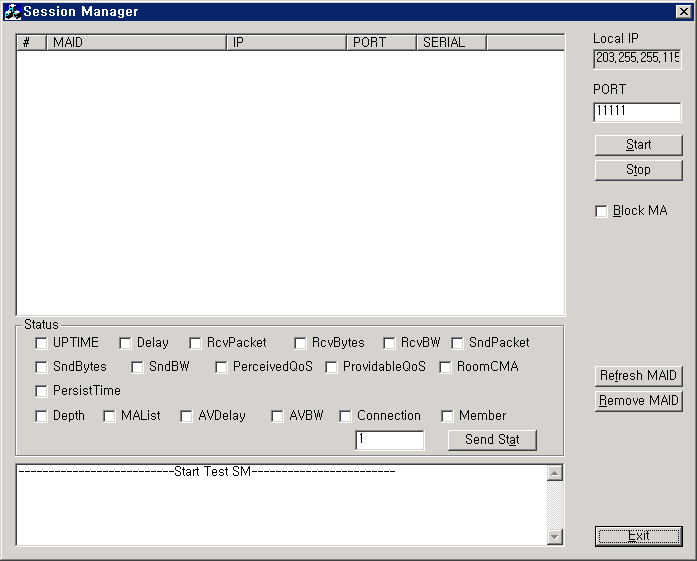 Session Manager
# MAID IP PORT SERIAL
Local IP
203,255,255,115
PORT
11111
Start
Stop
Block MA
Status
UPTIME Delay RcvPacket RcvBytes RcvBW SndPacket
SndBytes SndBW PerceivedQoS ProvidableQoS RoomCMA
PersistTime
Depth MAList AVDelay AVBW Connection Member
1 Send Stat
Refresh MAID
Remove MAID
--------------------------Start Test SM------------------------
Exit